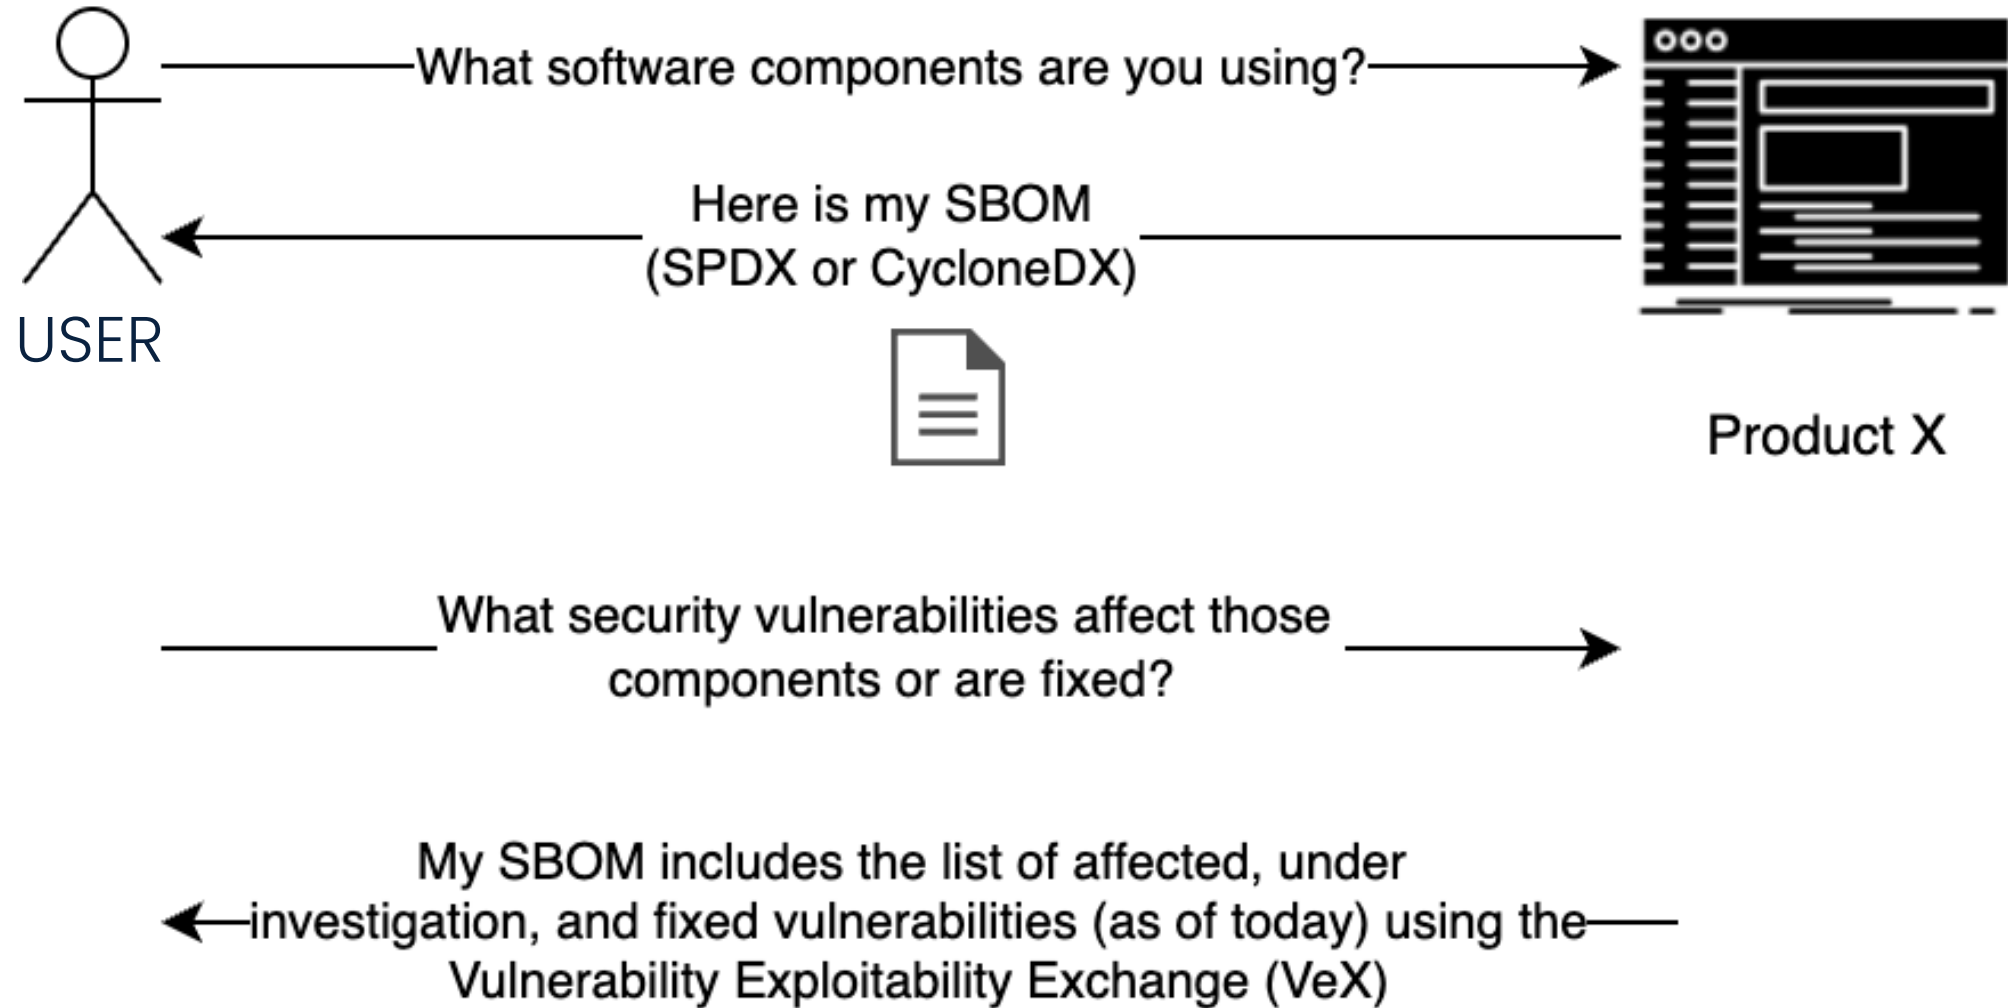 What software components are you using?
Here is my SBOM
(SPDX or CycloneDX)
USER
Product X
What security vulnerabilities affect those
components or are fixed?
My SBOM includes the list of affected, under
investigation, and fixed vulnerabilities (as of today) using the
Vulnerability Exploitability Exchange (VeX)